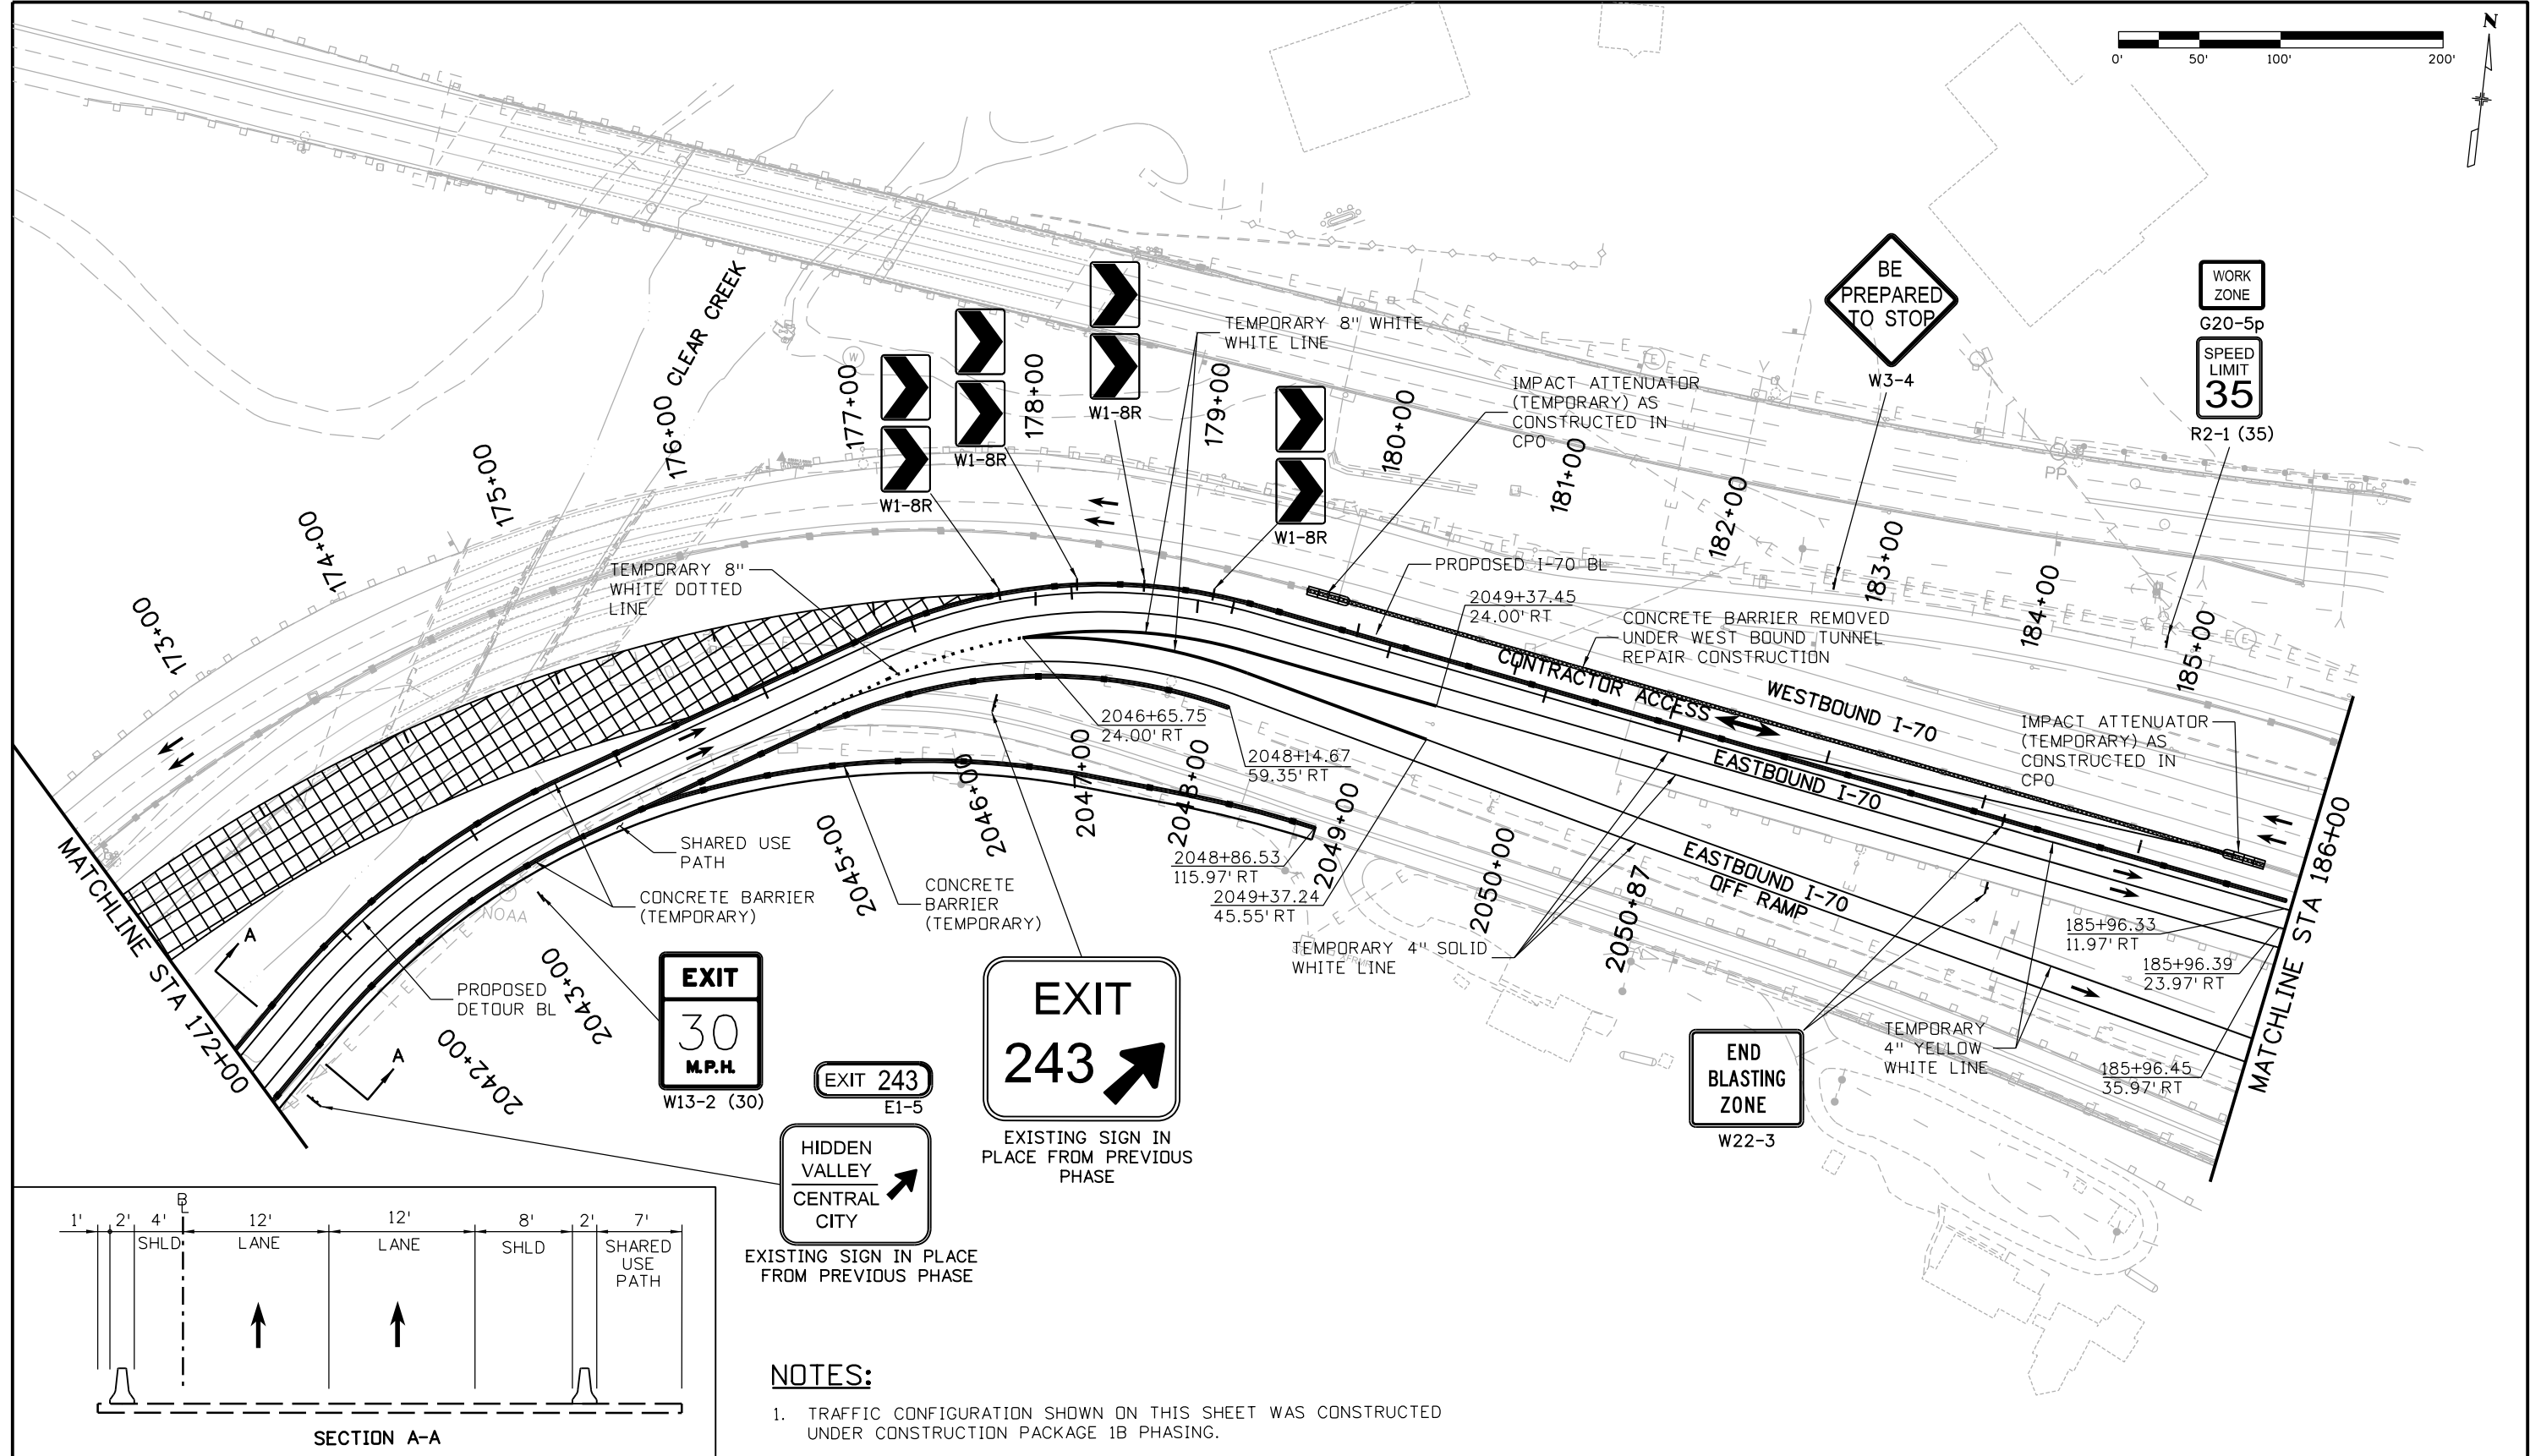 0'
50'
100'
200'
N
BE
PREPARED
TO STOP
W3-4
WORK
ZONE
G20-5p
SPEED
LIMIT
35
R2-1 (35)
W1-8R
W1-8R
W1-8R
W1-8R
TEMPORARY 8" WHITE
WHITE LINE
IMPACT ATTENUATOR
(TEMPORARY) AS
CONSTRUCTED IN
CP0
173+00
174+00
175+00
176+00
CLEAR CREEK
177+00
178+00
179+00
180+00
181+00
182+00
183+00
184+00
185+00
W
E
PP
E
TEMPORARY 8"
WHITE DOTTED
LINE
PROPOSED I-70 BL
2049+37.45
24.00' RT
CONCRETE BARRIER REMOVED
UNDER WEST BOUND TUNNEL
REPAIR CONSTRUCTION
CONTRACTOR ACCESS
WESTBOUND I-70
EASTBOUND I-70
IMPACT ATTENUATOR
(TEMPORARY) AS
CONSTRUCTED IN
CP0
2046+65.75
24.00' RT
2048+14.67
59.35' RT
2048+86.53
115.97' RT
2049+37.24
45.55' RT
EASTBOUND I-70
OFF RAMP
SHARED USE
PATH
CONCRETE BARRIER
(TEMPORARY)
CONCRETE
BARRIER
(TEMPORARY)
NOAA
2042+00
2043+00
2045+00
2046+00
2047+00
2048+00
2049+00
2050+00
2050+87
TEMPORARY 4" SOLID
WHITE LINE
185+96.33
11.97' RT
185+96.39
23.97' RT
185+96.45
35.97' RT
TEMPORARY
4" YELLOW
WHITE LINE
MATCHLINE STA 172+00
MATCHLINE STA 186+00
A
A
PROPOSED
DETOUR BL
EXIT
30
M.P.H.
W13-2 (30)
EXIT 243
E1-5
HIDDEN
VALLEY
CENTRAL
CITY
EXISTING SIGN IN PLACE
FROM PREVIOUS PHASE
EXIT
243
EXISTING SIGN IN
PLACE FROM PREVIOUS
PHASE
END
BLASTING
ZONE
W22-3
BL
1'
2'
4'
12'
12'
8'
2'
7'
SHLD
LANE
LANE
SHLD
SHARED
USE
PATH
SECTION A-A
NOTES:
1. TRAFFIC CONFIGURATION SHOWN ON THIS SHEET WAS CONSTRUCTED
UNDER CONSTRUCTION PACKAGE 1B PHASING.